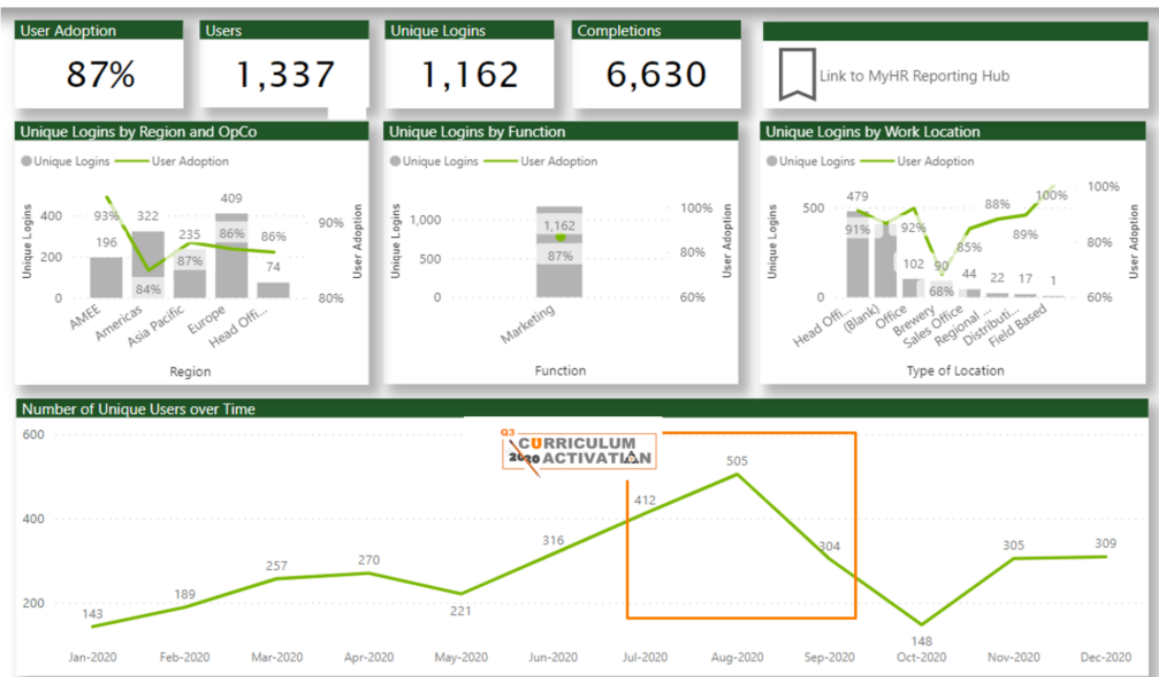 User Adoption
87%
Users
1,337
Unique Logins
1,162
Completions
6,630
Link to MyHR Reporting Hub
Unique Logins by Region and OpCo
Unique Logins User Adoption
Unique Logins
400
200
0
93%
196
322
84%
235
87%
409
86%
86%
74
90%
80%
User Adoption
AMEE
Americas
Asia Pacific
Europe
Head Offi...
Region
Unique Logins by Function
Unique Logins User Adoption
Unique Logins
1,000
500
0
1,162
87%
100%
80%
60%
User Adoption
Marketing
Function
Unique Logins by Work Location
Unique Logins User Adoption
Unique Logins
500
0
479
91%
92%
102
90
68%
85%
44
88%
22
89%
17
100%
1
100%
80%
60%
User Adoption
Head Offi...
(Blank)
Office
Brewery
Sales Office
Regional ...
Distributi...
Field Based
Type of Location
Number of Unique Users over Time
Q3
CURRICULUM
2020 ACTIVATION
600
400
200
143
189
257
270
221
316
412
505
304
148
305
309
Jan-2020
Feb-2020
Mar-2020
Apr-2020
May-2020
Jun-2020
Jul-2020
Aug-2020
Sep-2020
Oct-2020
Nov-2020
Dec-2020